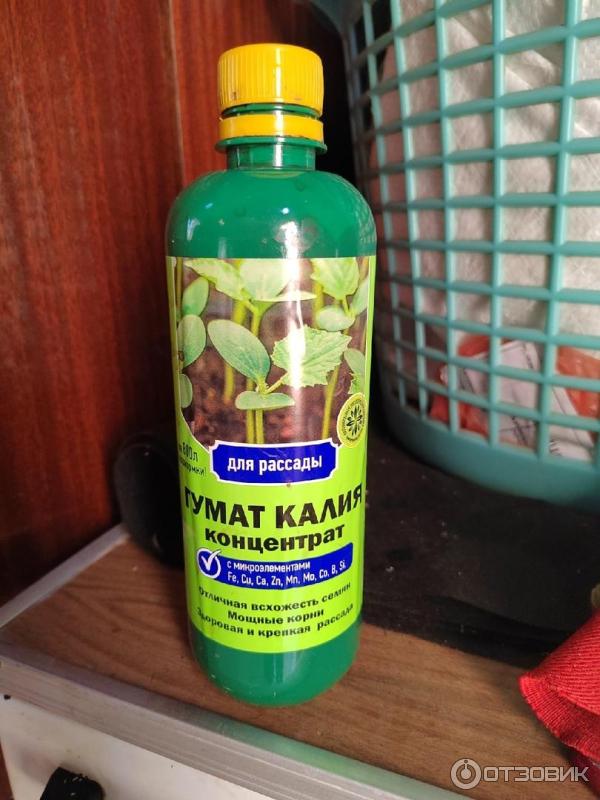 800л
для рассады
ГУМАТ КАЛИЯ
концентрат
с микроэлементами
Fe, Cu, Ca, Zn, Mn, Mo, Co, B, Si.
Отличная всхожесть семян
Мощные корни
Здоровая и крепкая рассада
ОТЗОВИК